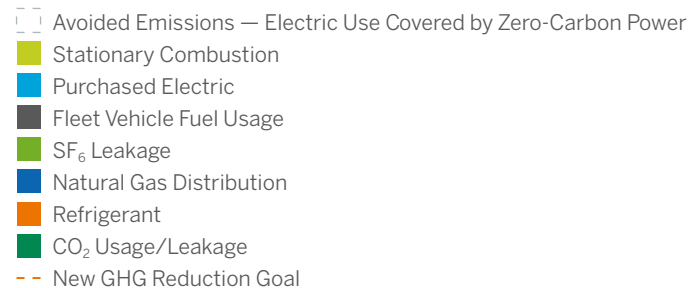 Avoided Emissions — Electric Use Covered by Zero-Carbon Power
Stationary Combustion
Purchased Electric
Fleet Vehicle Fuel Usage
SF₆ Leakage
Natural Gas Distribution
Refrigerant
CO₂ Usage/Leakage
New GHG Reduction Goal